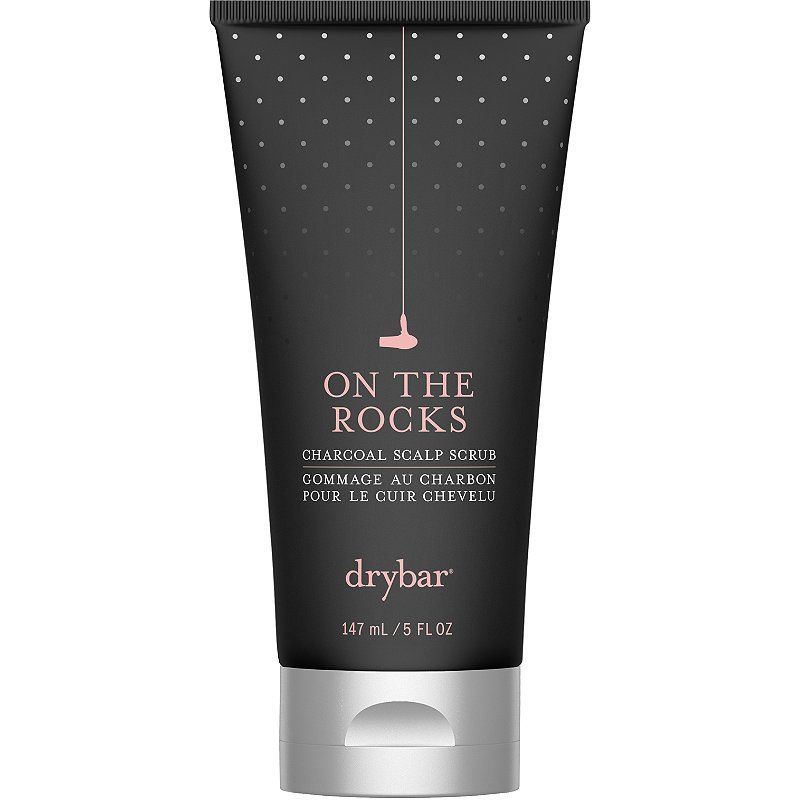 ON THE
ROCKS
CHARCOAL SCALP SCRUB
GOMMAGE AU CHARBON
POUR LE CUIR CHEVELU
drybar®
147 mL / 5 FL OZ